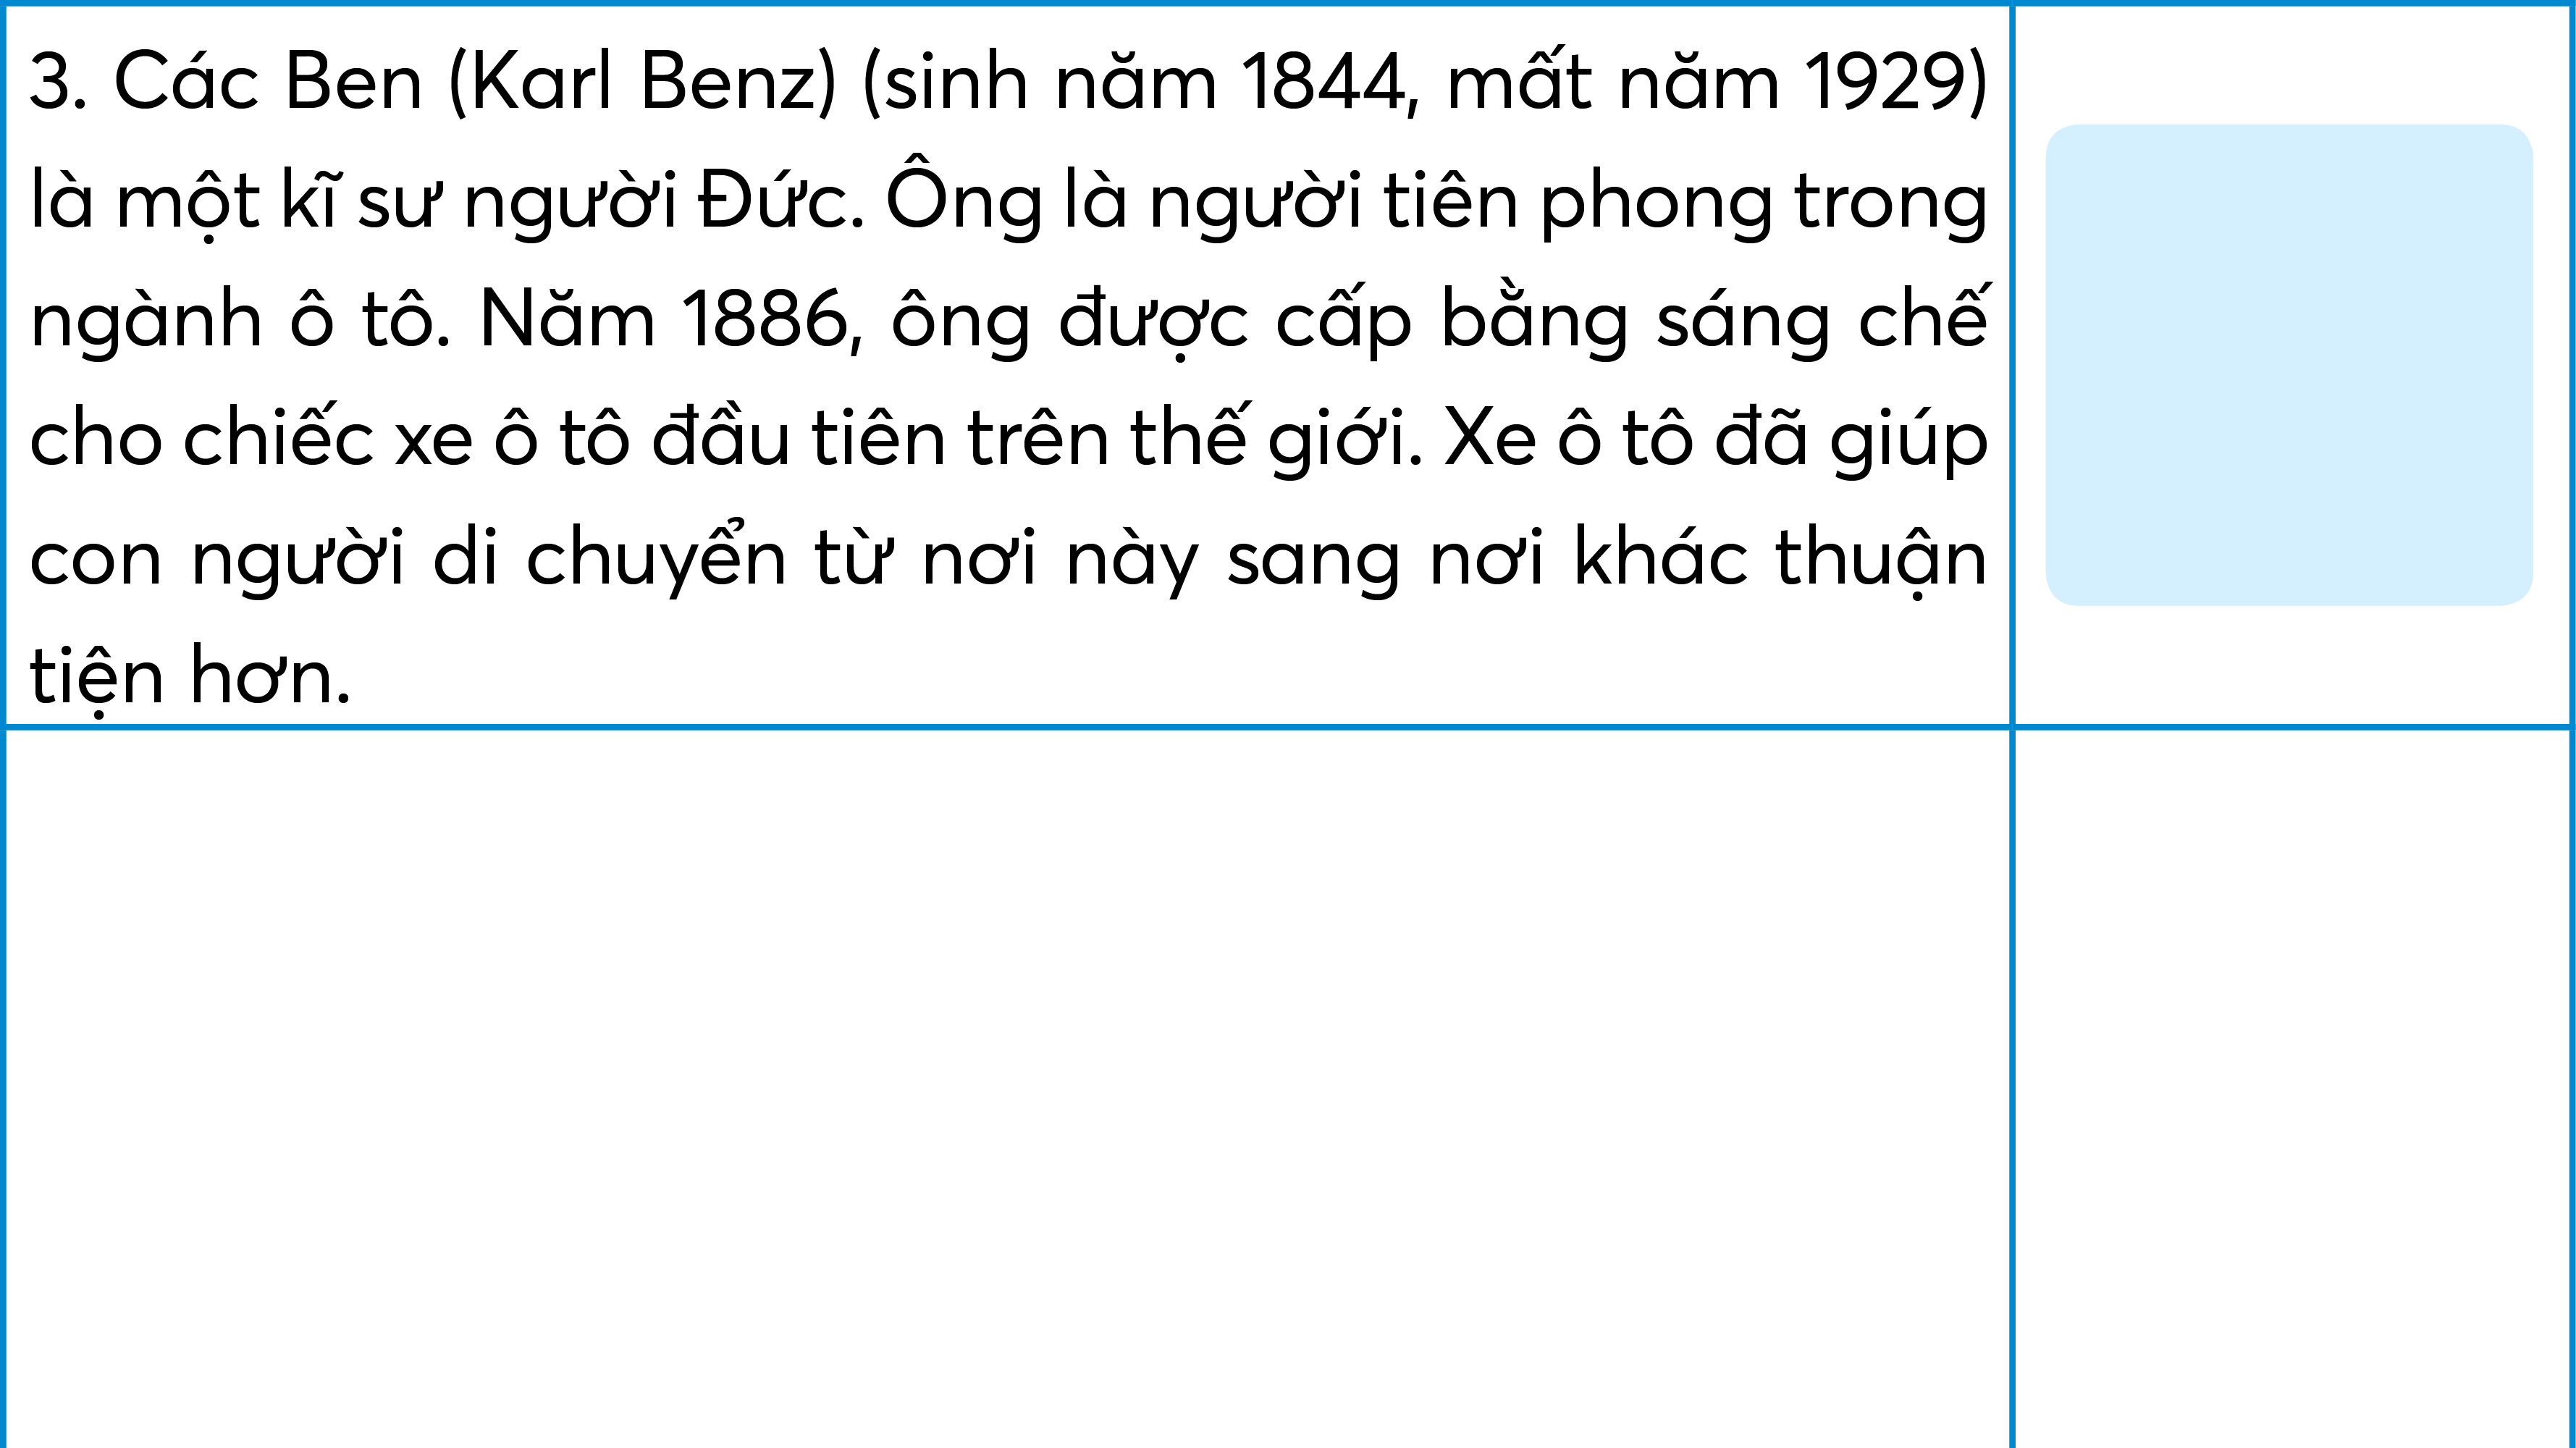 3. Các Ben (Karl Benz) (sinh năm 1844, mất năm 1929)
là một kĩ sư người Đức. Ông là người tiên phong trong
ngành ô tô. Năm 1886, ông được cấp bằng sáng chế
cho chiếc xe ô tô đầu tiên trên thế giới. Xe ô tô đã giúp
con người di chuyển từ nơi này sang nơi khác thuận
tiện hơn.